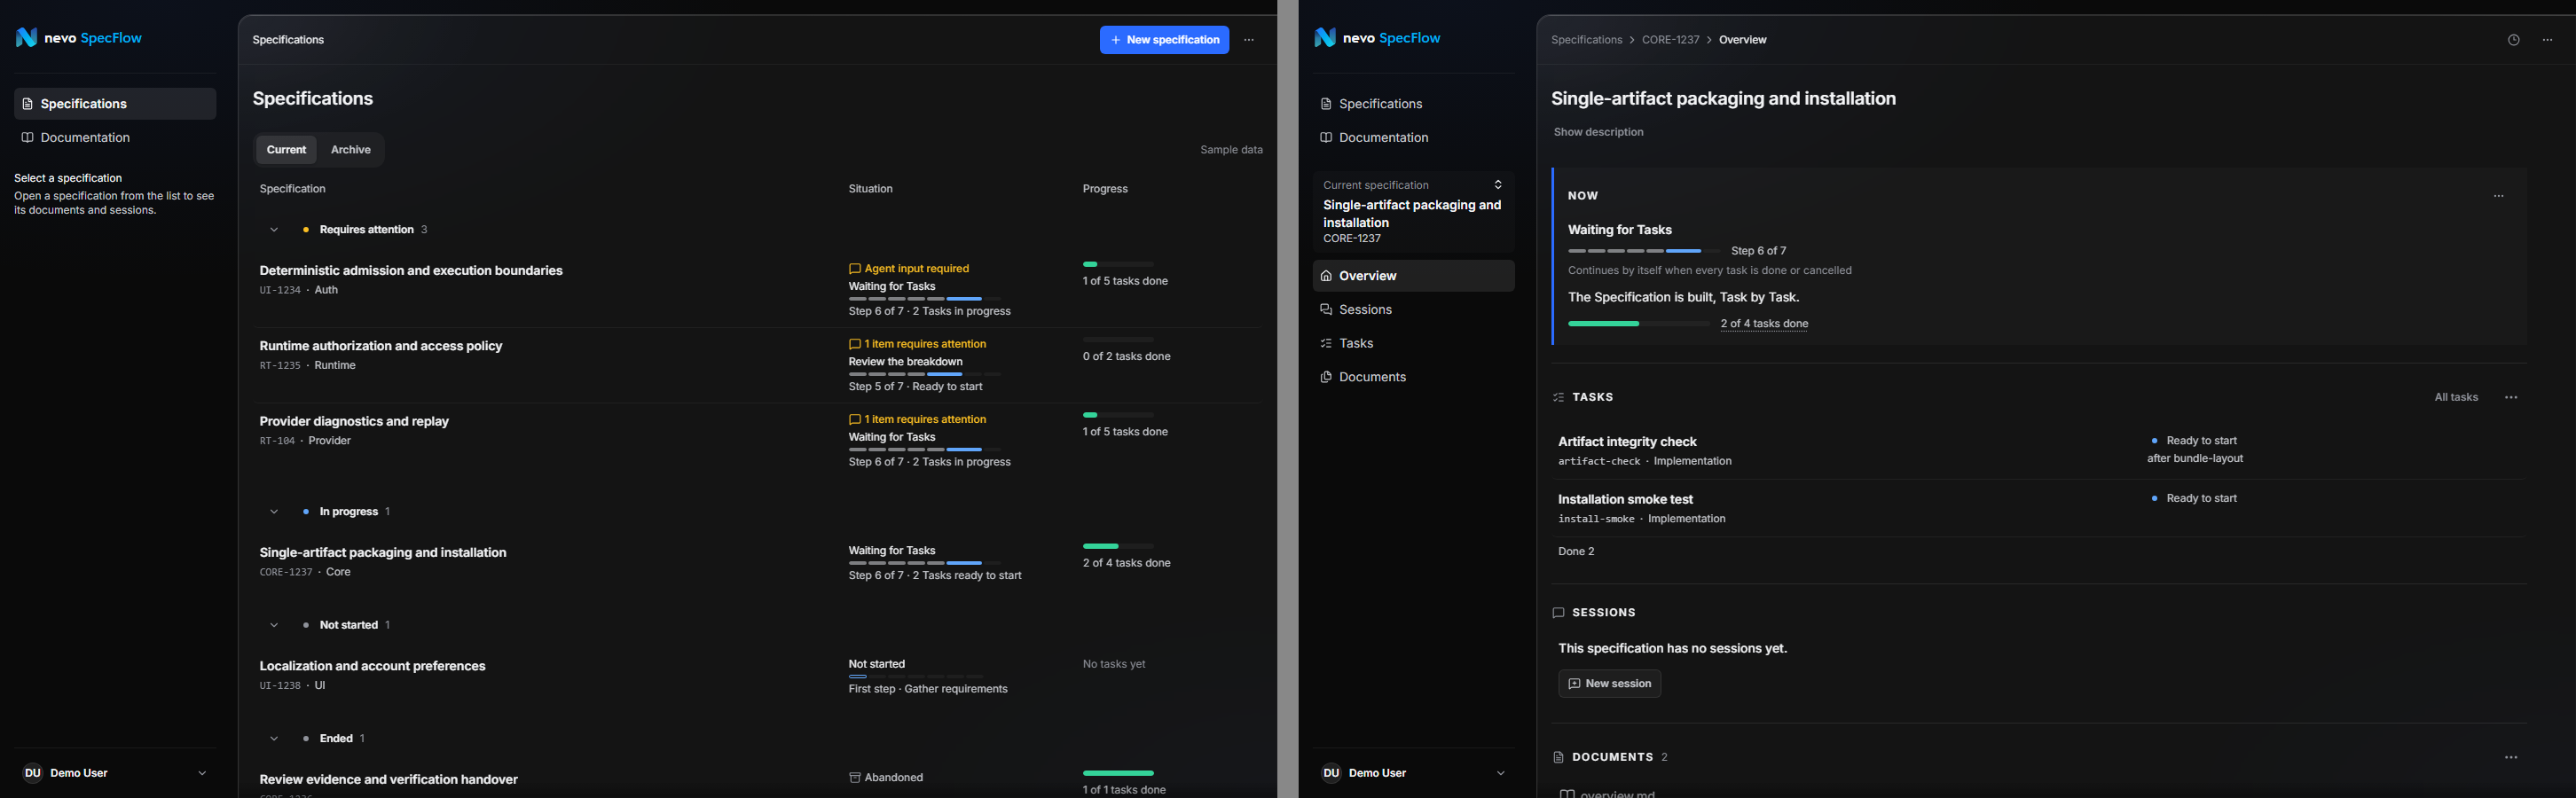 nevo SpecFlow
Specifications
Documentation
Select a specification
Open a specification from the list to see
its documents and sessions.
DU Demo User
Specifications
New specification
Specifications
Current Archive
Sample data
Specification Situation Progress
Requires attention 3
Deterministic admission and execution boundaries
UI-1234 · Auth
Agent input required
Waiting for Tasks
Step 6 of 7 · 2 Tasks in progress
1 of 5 tasks done
Runtime authorization and access policy
RT-1235 · Runtime
1 item requires attention
Review the breakdown
Step 5 of 7 · Ready to start
0 of 2 tasks done
Provider diagnostics and replay
RT-104 · Provider
1 item requires attention
Waiting for Tasks
Step 6 of 7 · 2 Tasks in progress
1 of 5 tasks done
In progress 1
Single-artifact packaging and installation
CORE-1237 · Core
Waiting for Tasks
Step 6 of 7 · 2 Tasks ready to start
2 of 4 tasks done
Not started 1
Localization and account preferences
UI-1238 · UI
Not started
First step · Gather requirements
No tasks yet
Ended 1
Review evidence and verification handover
Abandoned
1 of 1 tasks done
nevo SpecFlow
Specifications
Documentation
Current specification
Single-artifact packaging and
installation
CORE-1237
Overview
Sessions
Tasks
Documents
DU Demo User
Specifications > CORE-1237 > Overview
Single-artifact packaging and installation
Show description
NOW
Waiting for Tasks
Step 6 of 7
Continues by itself when every task is done or cancelled
The Specification is built, Task by Task.
2 of 4 tasks done
TASKS
All tasks
Artifact integrity check
artifact-check · Implementation
Ready to start
after bundle-layout
Installation smoke test
install-smoke · Implementation
Ready to start
Done 2
SESSIONS
This specification has no sessions yet.
New session
DOCUMENTS 2
overview.md